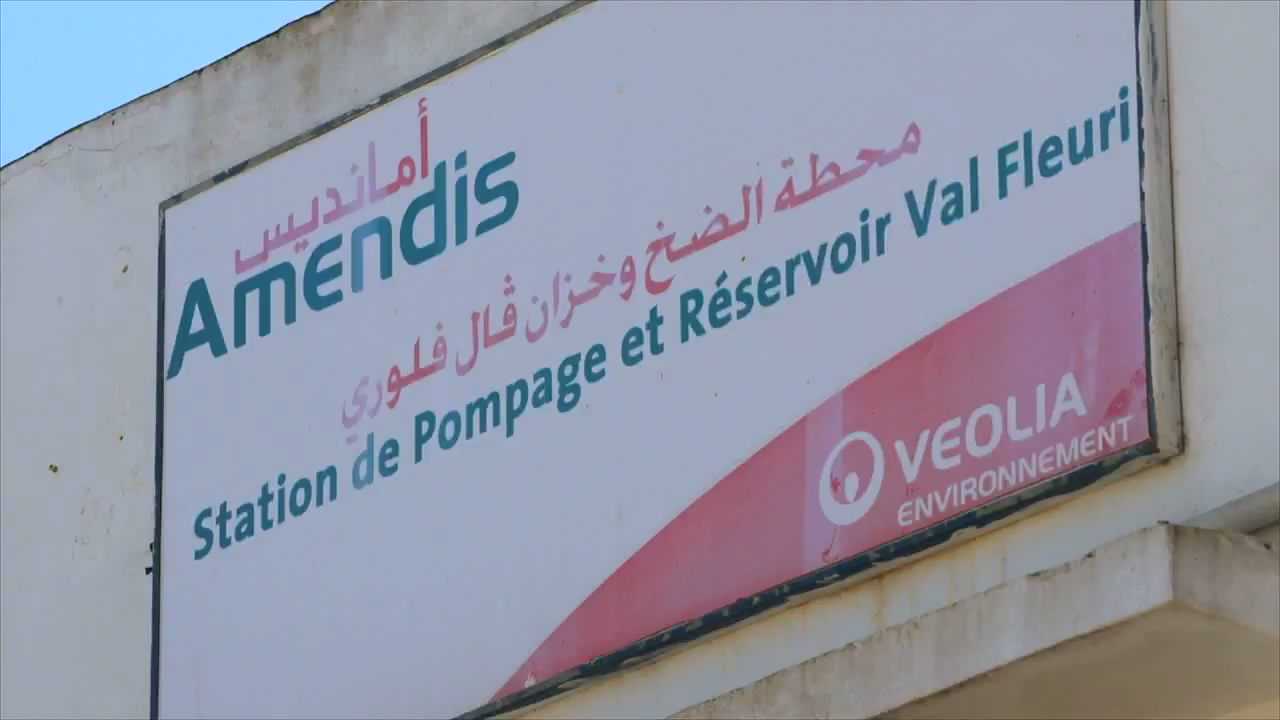 أمانديس
Amendis
محطة الضخ وخزان ڤال فلوري
Station de Pompage et Réservoir Val Fleuri
VEOLIA
ENVIRONNEMENT